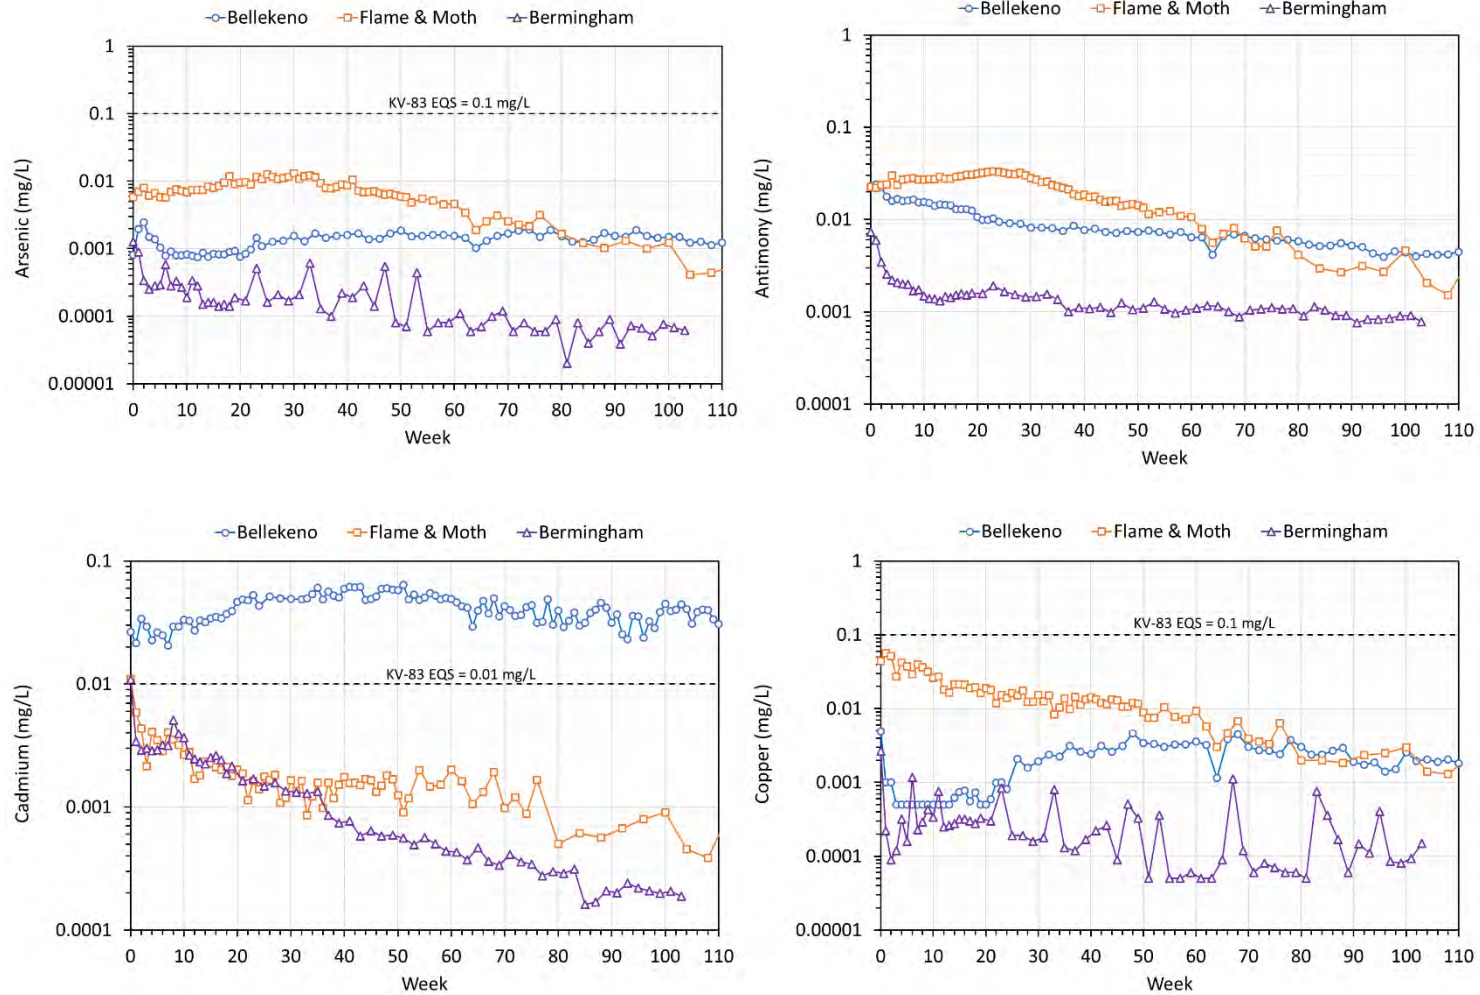 Bellekeno Flame & Moth Bermingham
1
0.1
0.01
0.001
0.0001
0.00001
KV-83 EQS = 0.1 mg/L
Arsenic (mg/L)
0 10 20 30 40 50 60 70 80 90 100 110
Week
Bellekeno Flame & Moth Bermingham
1
0.1
0.01
0.001
0.0001
Antimony (mg/L)
0 10 20 30 40 50 60 70 80 90 100 110
Week
Bellekeno Flame & Moth Bermingham
0.1
0.01
0.001
0.0001
KV-83 EQS = 0.01 mg/L
Cadmium (mg/L)
0 10 20 30 40 50 60 70 80 90 100 110
Week
Bellekeno Flame & Moth Bermingham
1
0.1
0.01
0.001
0.0001
0.00001
KV-83 EQS = 0.1 mg/L
Copper (mg/L)
0 10 20 30 40 50 60 70 80 90 100 110
Week